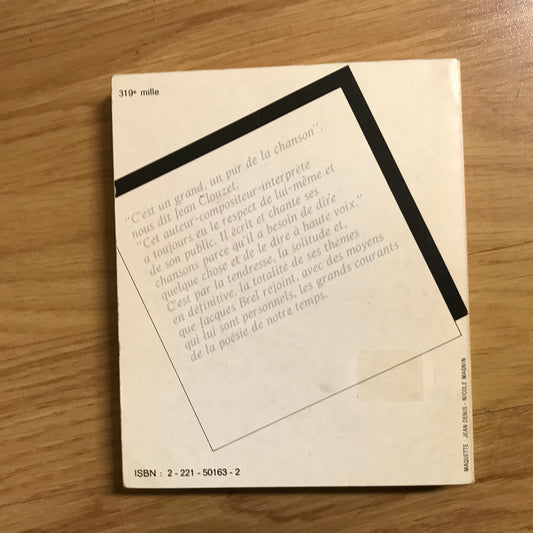 319e mille
"C'est un grand, un pur de la chanson".
nous dit Jean Clouzet.
"Cet auteur-compositeur-interprète
a toujours eu le respect de lui-même et
de son public. Il écrit et chante ses
chansons parce qu'il a besoin de dire
quelque chose et de le dire à haute voix."
C'est par la tendresse, la solitude et,
en définitive, la totalité de ses thèmes
que Jacques Brel rejoint, avec des moyens
qui lui sont personnels, les grands courants
de la poésie de notre temps.
MAQUETTE JEAN DENIS - NICOLE MAGNIN
ISBN : 2 - 221 - 50163 - 2